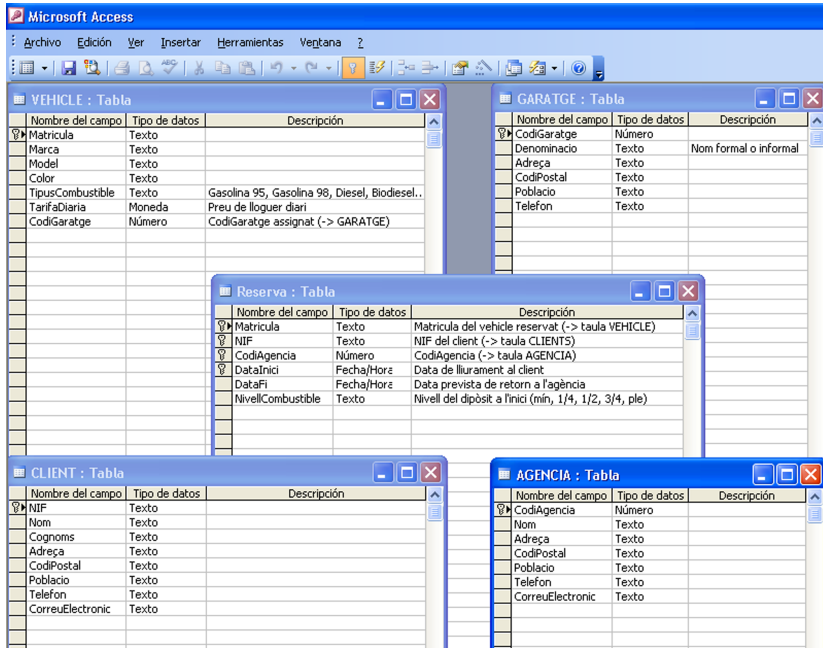 Microsoft Access
Archivo Edición Ver Insertar Herramientas Ventana ?
VEHICLE : Tabla
Nombre del campo Tipo de datos Descripción
Matricula Texto
Marca Texto
Model Texto
Color Texto
TipusCombustible Texto Gasolina 95, Gasolina 98, Diesel, Biodiesel..
TarifaDiaria Moneda Preu de lloguer diari
CodiGaratge Número CodiGaratge assignat (-> GARATGE)
GARATGE : Tabla
Nombre del campo Tipo de datos Descripción
CodiGaratge Número
Denominacio Texto Nom formal o informal
Adreça Texto
CodiPostal Texto
Poblacio Texto
Telefon Texto
Reserva : Tabla
Nombre del campo Tipo de datos Descripción
Matricula Texto Matricula del vehicle reservat (-> taula VEHICLE)
NIF Texto NIF del client (-> taula CLIENTS)
CodiAgencia Número CodiAgencia (-> taula AGENCIA)
DataInici Fecha/Hora Data de lliurament al client
DataFi Fecha/Hora Data prevista de retorn a l'agència
NivellCombustible Texto Nivell del dipòsit a l'inici (mín, 1/4, 1/2, 3/4, ple)
CLIENT : Tabla
Nombre del campo Tipo de datos Descripción
NIF Texto
Nom Texto
Cognoms Texto
Adreça Texto
CodiPostal Texto
Poblacio Texto
Telefon Texto
CorreuElectronic Texto
AGENCIA : Tabla
Nombre del campo Tipo de datos Descripción
CodiAgencia Número
Nom Texto
Adreça Texto
CodiPostal Texto
Poblacio Texto
Telefon Texto
CorreuElectronic Texto